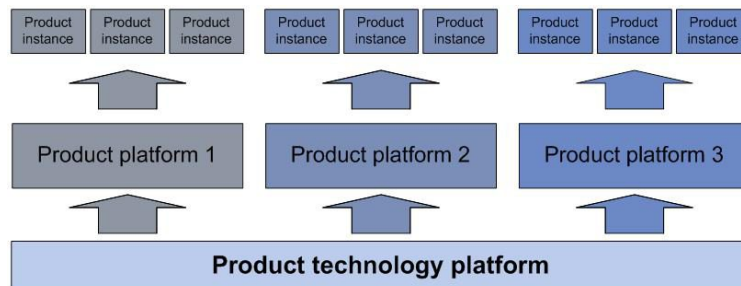 Product Product Product Product Product Product Product Product Product
instance instance instance instance instance instance instance instance instance
Product platform 1 Product platform 2 Product platform 3
Product technology platform